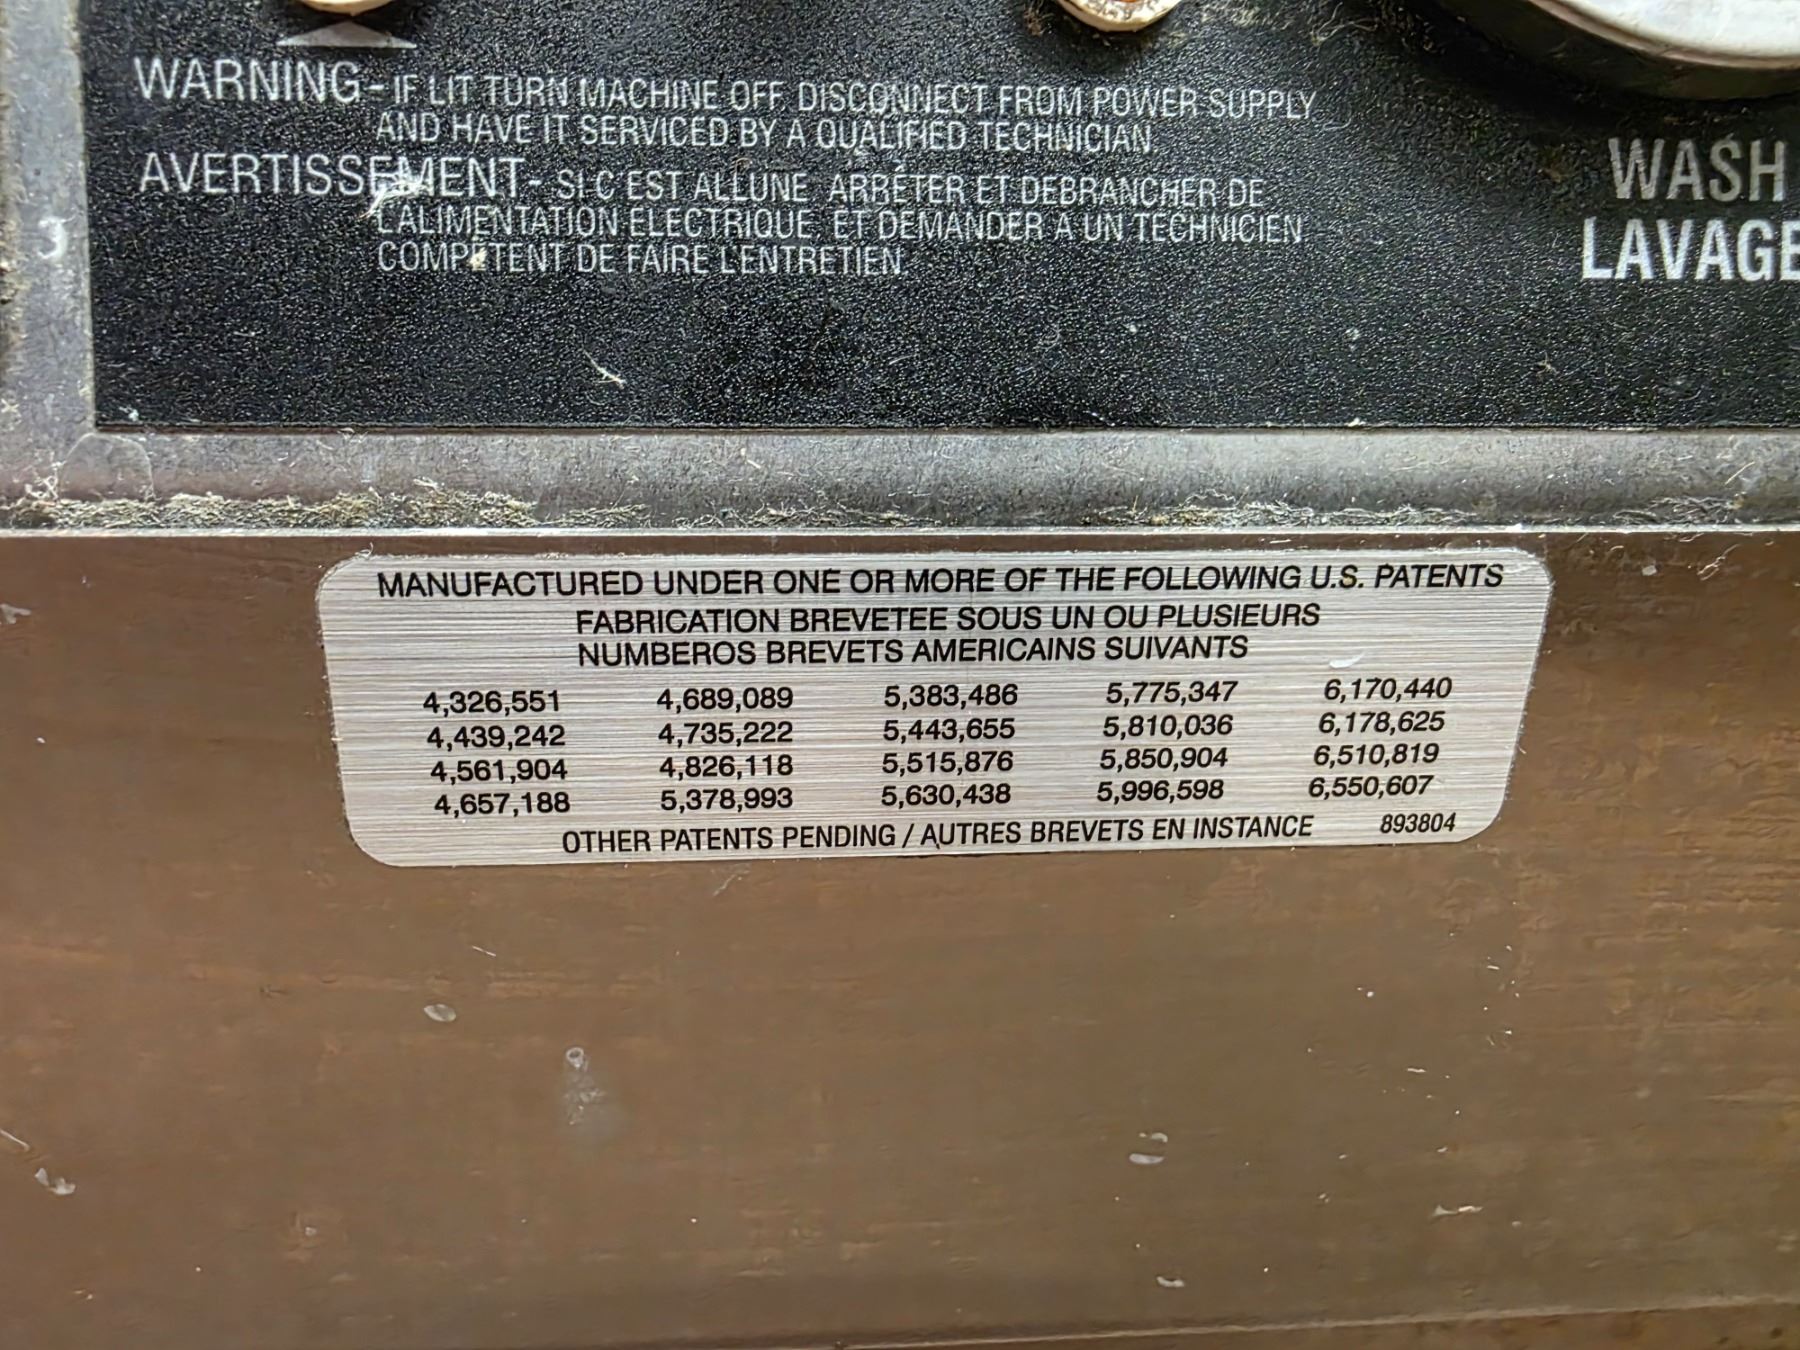 WARNING- IF LIT TURN MACHINE OFF, DISCONNECT FROM POWER SUPPLY
AND HAVE IT SERVICED BY A QUALIFIED TECHNICIAN
AVERTISSEMENT- SI C'EST ALLUNE ARRÊTER ET DEBRANCHER DE
L'ALIMENTATION ELECTRIQUE, ET DEMANDER A UN TECHNICIEN
COMPETENT DE FAIRE L'ENTRETIEN
WASH
LAVAGE
3
MANUFACTURED UNDER ONE OR MORE OF THE FOLLOWING U.S. PATENTS
FABRICATION BREVETEE SOUS UN OU PLUSIEURS
NUMBEROS BREVETS AMERICAINS SUIVANTS
4,326,551 4,689,089 5,383,486 5,775,347 6,170,440
4,439,242 4,735,222 5,443,655 5,810,036 6,178,625
4,561,904 4,826,118 5,515,876 5,850,904 6,510,819
4,657,188 5,378,993 5,630,438 5,996,598 6,550,607
OTHER PATENTS PENDING / AUTRES BREVETS EN INSTANCE 893804